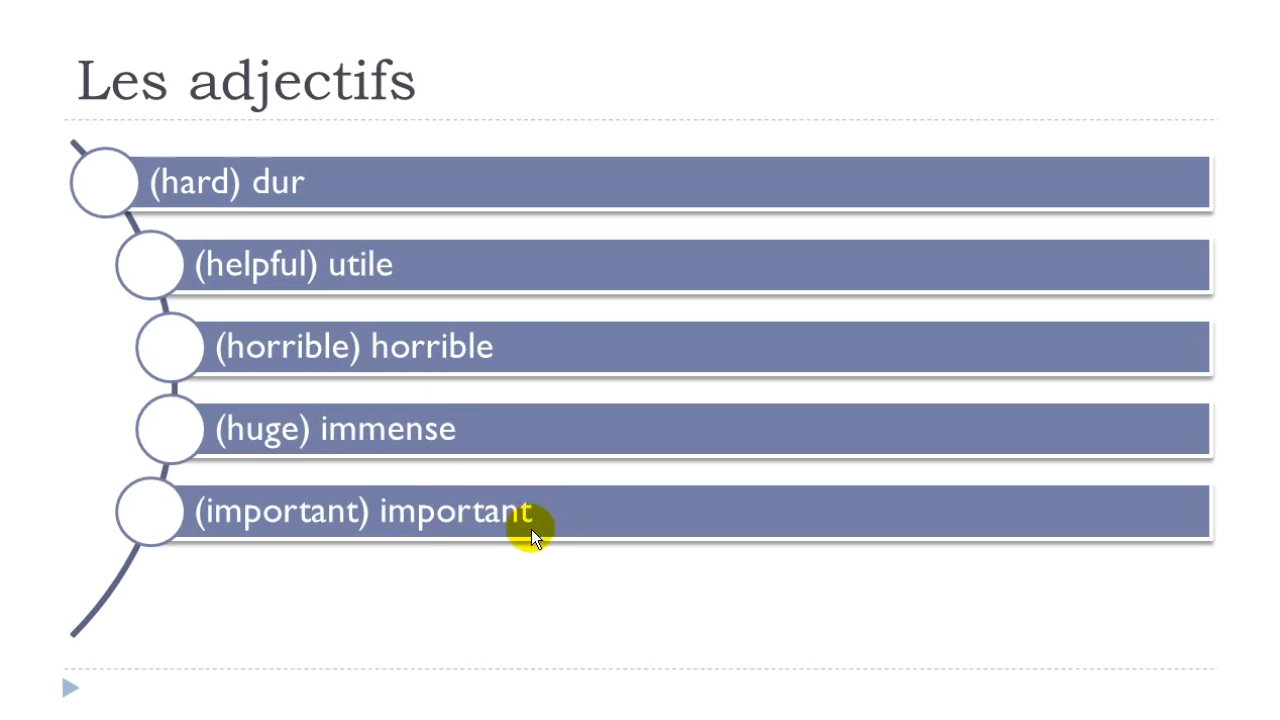 Les adjectifs
(hard) dur
(helpful) utile
(horrible) horrible
(huge) immense
(important) important